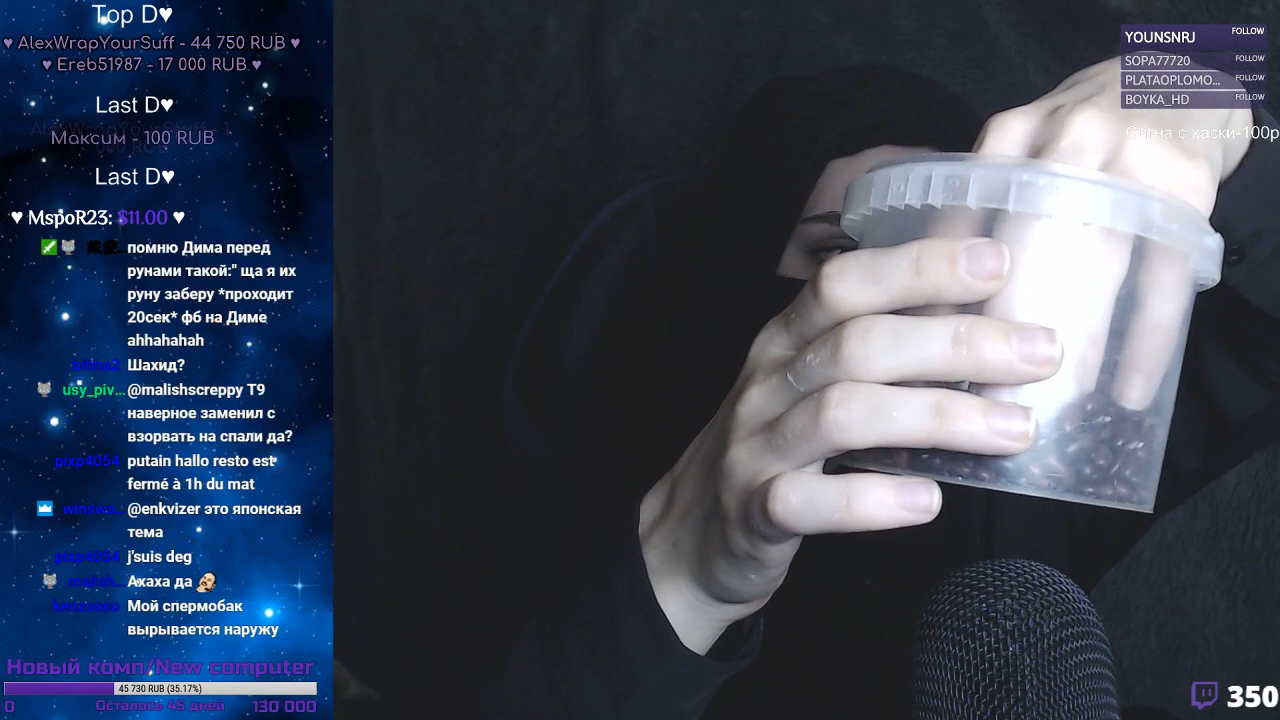 Top D♥
♥ AlexWrapYourSuff - 44 750 RUB ♥
♥ Ereb51987 - 17 000 RUB ♥
Last D♥
Максим - 100 RUB
Last D♥
♥ MspoR23: $11.00 ♥
помню Дима перед
рунами такой:" ща я их
руну заберу *проходит
20сек* фб на Диме
ahhahahah
Шахид?
usy_piv... @malishscreppy T9
наверное заменил с
взорвать на спали да?
pixp4054 putain hallo resto est
fermé à 1h du mat
@enkvizer это японская
тема
pixp4054 j'suis deg
Ахаха да
Мой спермобак
вырывается наружу
Новый комп/New computer
45 730 RUB (35.17%)
0 Осталось 45 дней 130 000
YOUNSNRJ FOLLOW
SOPA77720 FOLLOW
PLATAOPLOMO... FOLLOW
BOYKA_HD FOLLOW
Сигна с хаски-100р
350